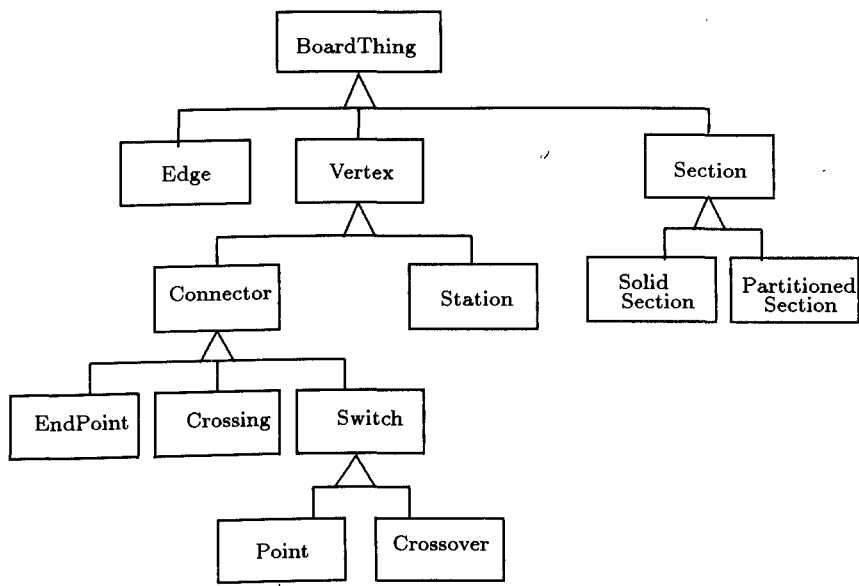 BoardThing
Edge
Vertex
Section
Connector
Station
Solid
Section
Partitioned
Section
EndPoint
Crossing
Switch
Point
Crossover